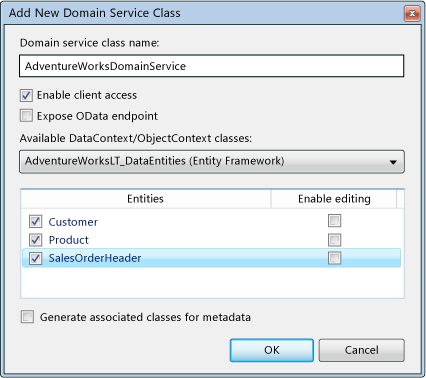 Add New Domain Service Class
Domain service class name:
AdventureWorksDomainService
Enable client access
Expose OData endpoint
Available DataContext/ObjectContext classes:
AdventureWorksLT_DataEntities (Entity Framework)
Entities Enable editing
Customer
Product
SalesOrderHeader
Generate associated classes for metadata
OK Cancel